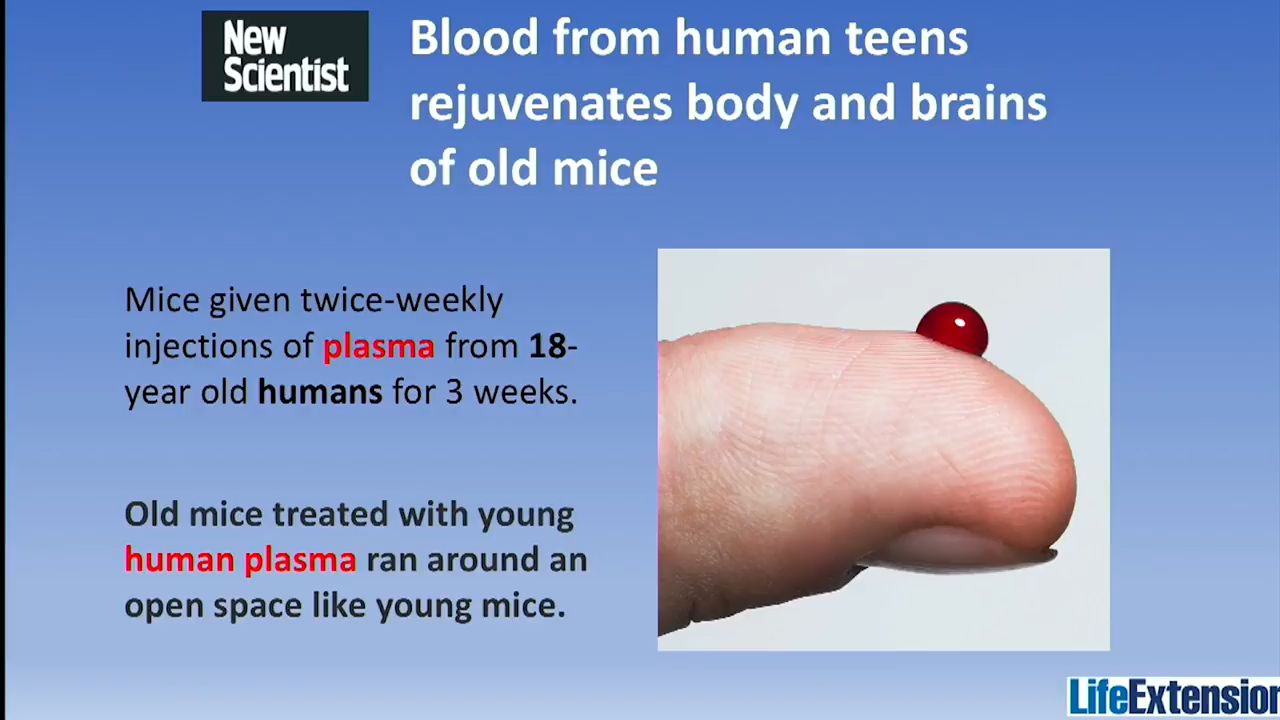 New
Scientist
Blood from human teens
rejuvenates body and brains
of old mice
Mice given twice-weekly
injections of plasma from 18-
year old humans for 3 weeks.
Old mice treated with young
human plasma ran around an
open space like young mice.
LifeExtension